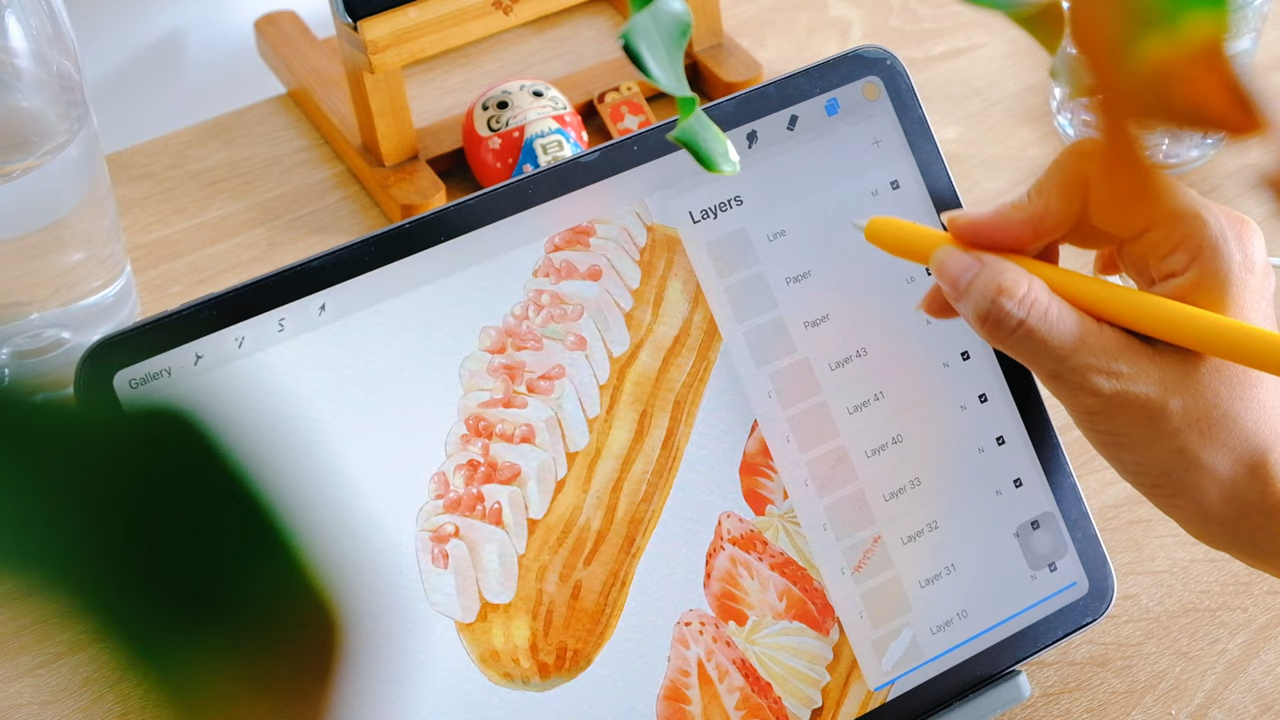 Gallery
Layers
M
Line
Paper
Lb
Paper
A
Layer 43
N
Layer 41
N
Layer 40
N
Layer 33
N
Layer 32
N
Layer 31
N
Layer 10